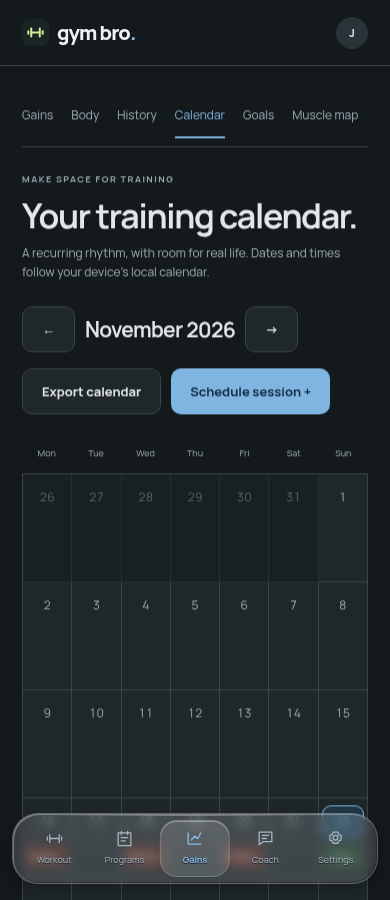 gym bro.
J
Gains Body History Calendar Goals Muscle map
MAKE SPACE FOR TRAINING
Your training calendar.
A recurring rhythm, with room for real life. Dates and times
follow your device's local calendar.
← November 2026 →
Export calendar Schedule session +
Mon Tue Wed Thu Fri Sat Sun
26 27 28 29 30 31 1
2 3 4 5 6 7 8
9 10 11 12 13 14 15
Workout Programs Gains Coach Settings